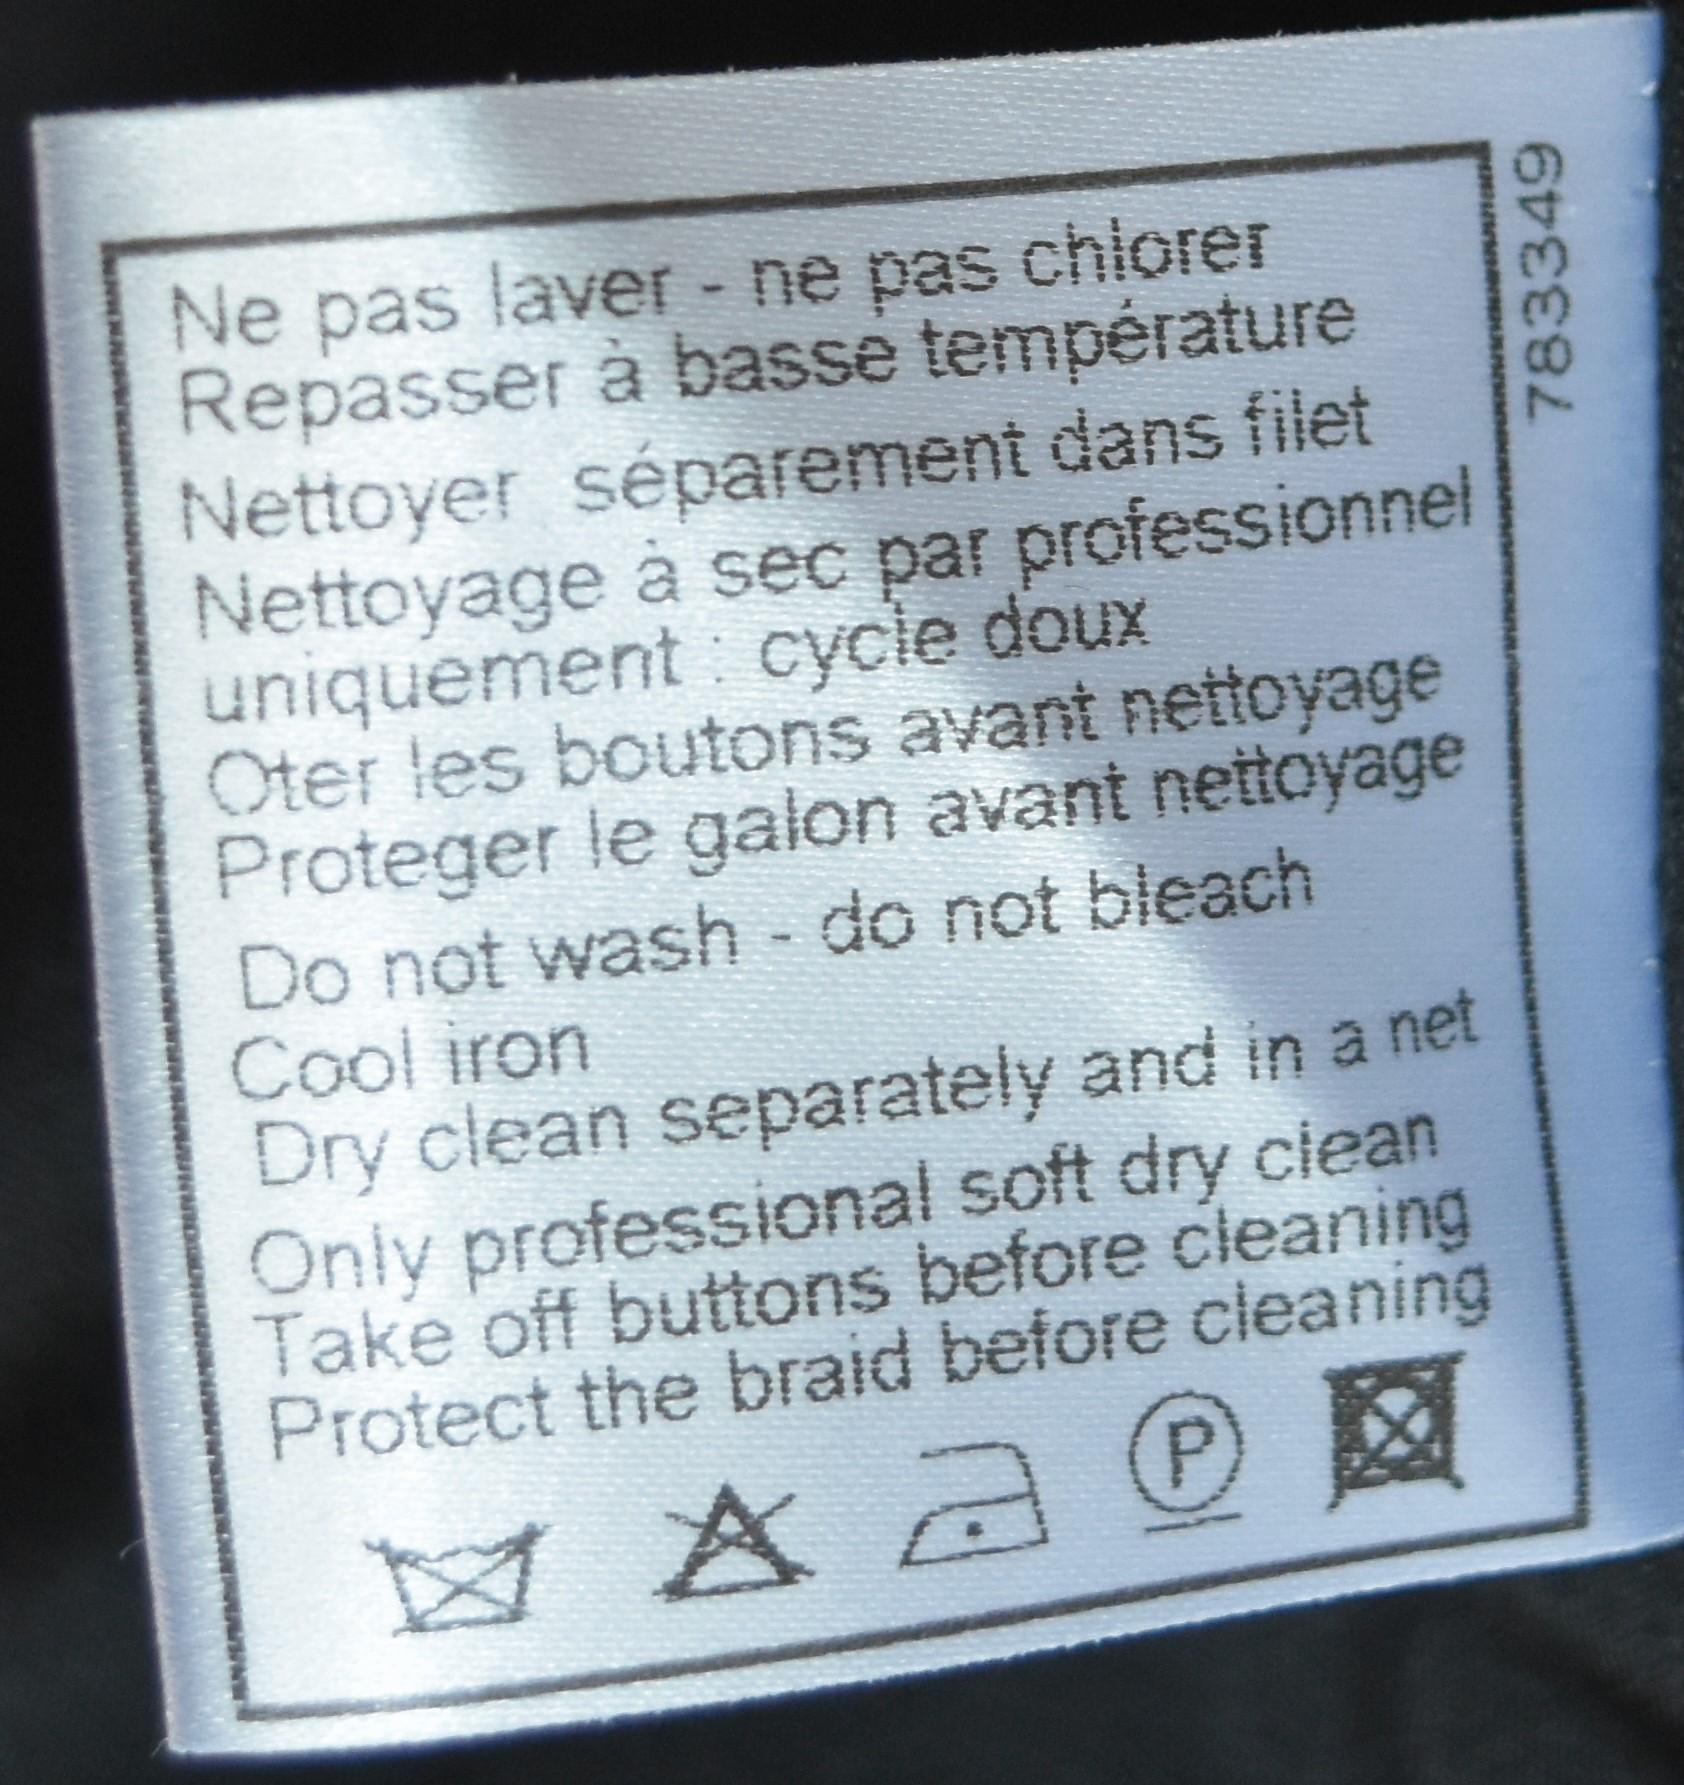 Ne pas laver - ne pas chlorer
Repasser à basse température
Nettoyer séparement dans filet
Nettoyage à sec par professionnel
uniquement : cycle doux
Oter les boutons avant nettoyage
Proteger le galon avant nettoyage
Do not wash - do not bleach
Cool iron
Dry clean separately and in a net
Only professional soft dry clean
Take off buttons before cleaning
Protect the braid before cleaning
P
783349